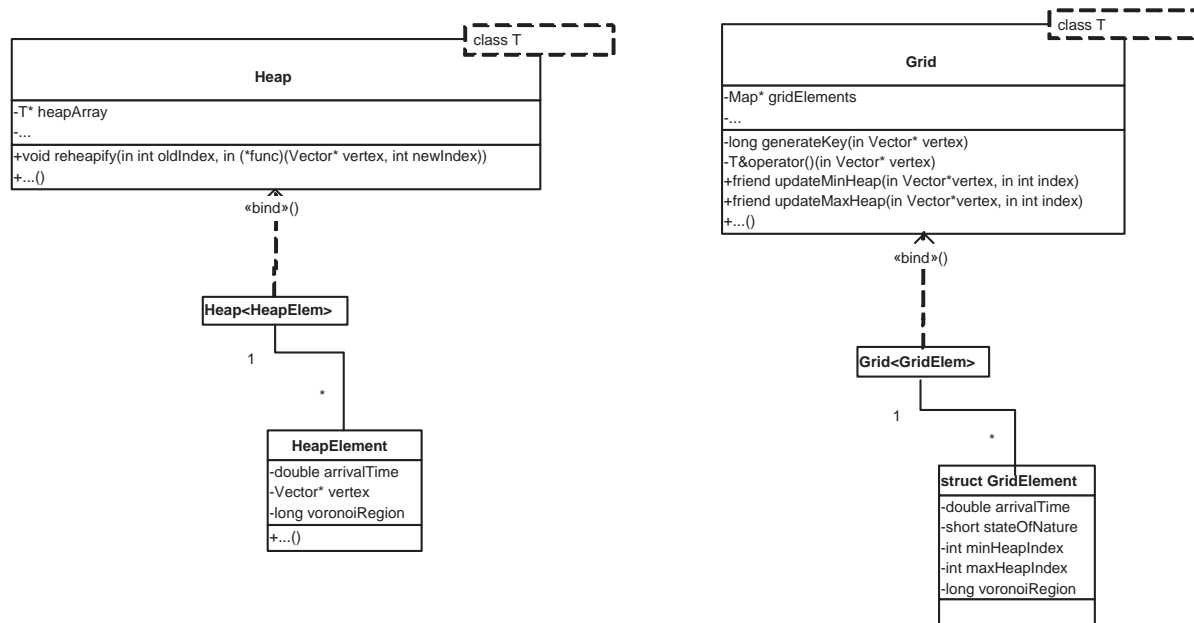 class T
Heap
-T* heapArray
-...
+void reheapify(in int oldIndex, in (*func)(Vector* vertex, int newIndex))
+...()
«bind»()
Heap<HeapElem>
1
*
HeapElement
-double arrivalTime
-Vector* vertex
-long voronoiRegion
+...()
class T
Grid
-Map* gridElements
-...
-long generateKey(in Vector* vertex)
-T&operator()(in Vector* vertex)
+friend updateMinHeap(in Vector*vertex, in int index)
+friend updateMaxHeap(in Vector*vertex, in int index)
+...()
«bind»()
Grid<GridElem>
1
*
struct GridElement
-double arrivalTime
-short stateOfNature
-int minHeapIndex
-int maxHeapIndex
-long voronoiRegion